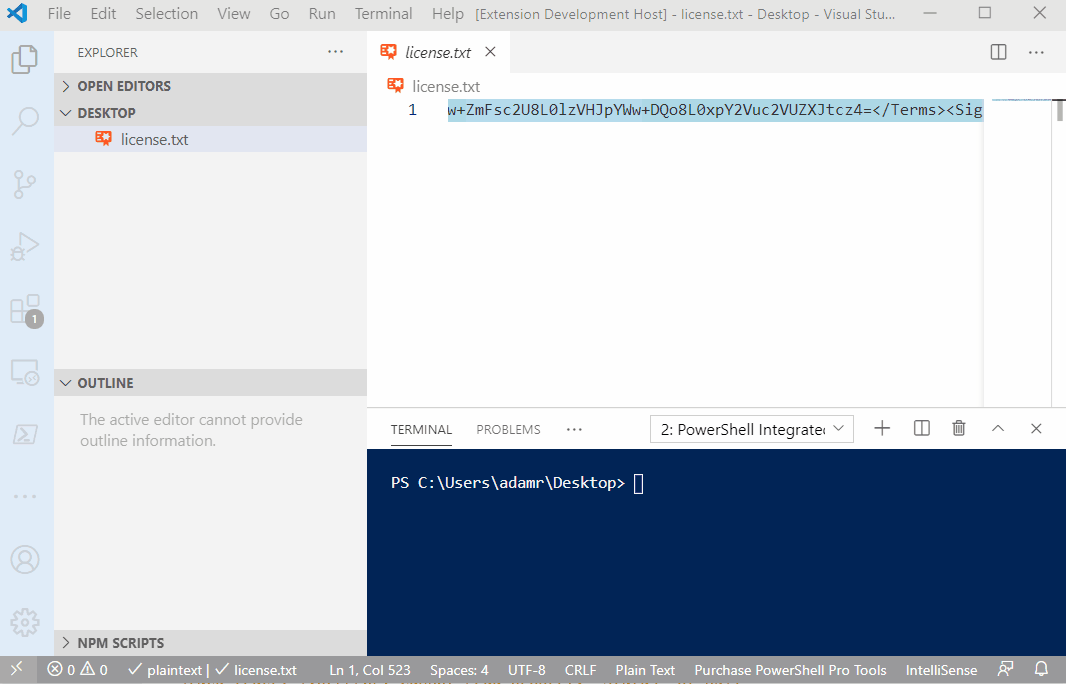 File Edit Selection View Go Run Terminal Help [Extension Development Host] - license.txt - Desktop - Visual Stu...
EXPLORER
OPEN EDITORS
DESKTOP
license.txt
1
OUTLINE
The active editor cannot provide
outline information.
NPM SCRIPTS
license.txt
license.txt
1 w+ZmFsc2U8L0lzVHJpYWw+DQo8L0xpY2Vuc2VUZXJtcz4=</Terms><Sig
TERMINAL PROBLEMS 2: PowerShell Integrated
PS C:\Users\adamr\Desktop>
0 0 plaintext | license.txt Ln 1, Col 523 Spaces: 4 UTF-8 CRLF Plain Text Purchase PowerShell Pro Tools IntelliSense